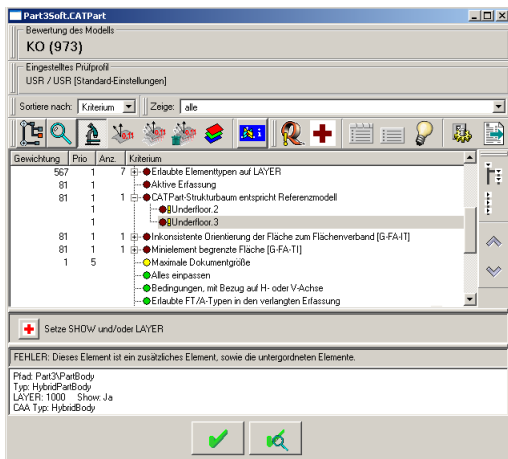 Part3Soft.CATPart
Bewertung des Modells
KO (973)
Eingestelltes Prüfprofil
USR / USR [Standard-Einstellungen]
Sortiere nach: Kriterium Zeige: alle
Gewichtung Prio Anz. Kriterium
567 1 7 Erlaubte Elementtypen auf LAYER
81 1 Aktive Erfassung
81 1 1 CATPart-Strukturbaum entspricht Referenzmodell
1 Underfloor.2
1 Underfloor.3
81 1 1 Inkonsistente Orientierung der Fläche zum Flächenverband [G-FA-IT]
81 1 1 Minielement begrenzte Fläche [G-FA-TI]
1 5 Maximale Dokumentgröße
Alles einpassen
Bedingungen, mit Bezug auf H- oder V-Achse
Erlaubte FT/A-Typen in den verlangten Erfassung
Setze SHOW und/oder LAYER
FEHLER: Dieses Element ist ein zusätzliches Element, sowie die untergordneten Elemente.
Pfad: Part3\PartBody
Typ: HybridPartBody
LAYER: 1000 Show: Ja
CAA Typ: HybridBody